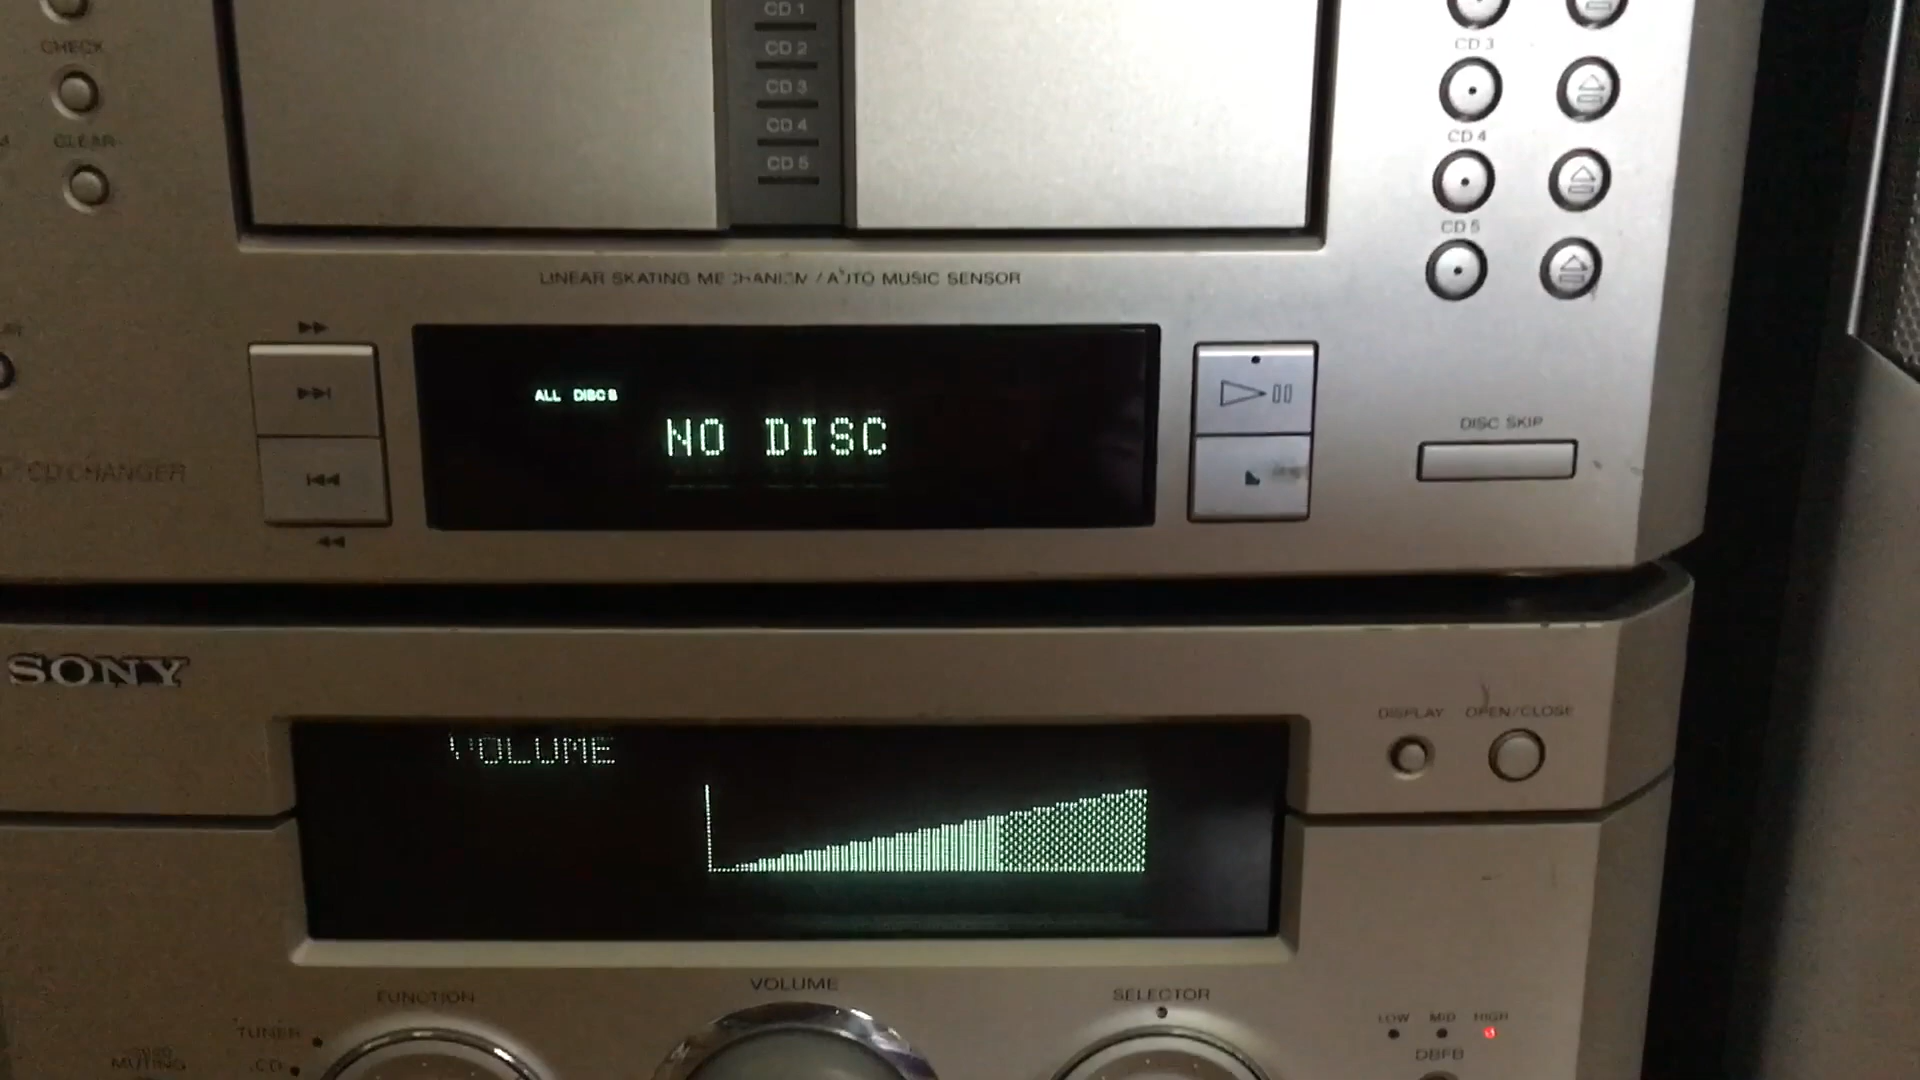 CD 1
CHECK
CD 2
CD 3
CD 3
CD 4
CD 4
CLEAR
CD 5
CD 5
LINEAR SKATING MECHANISM / AUTO MUSIC SENSOR
ALL DISCS
NO DISC
DISC SKIP
CD CHANGER
SONY
DISPLAY OPEN/CLOSE
VOLUME
VOLUME
FUNCTION
SELECTOR
LOW MID HIGH
TUNER
DBFB
MUTING
CD